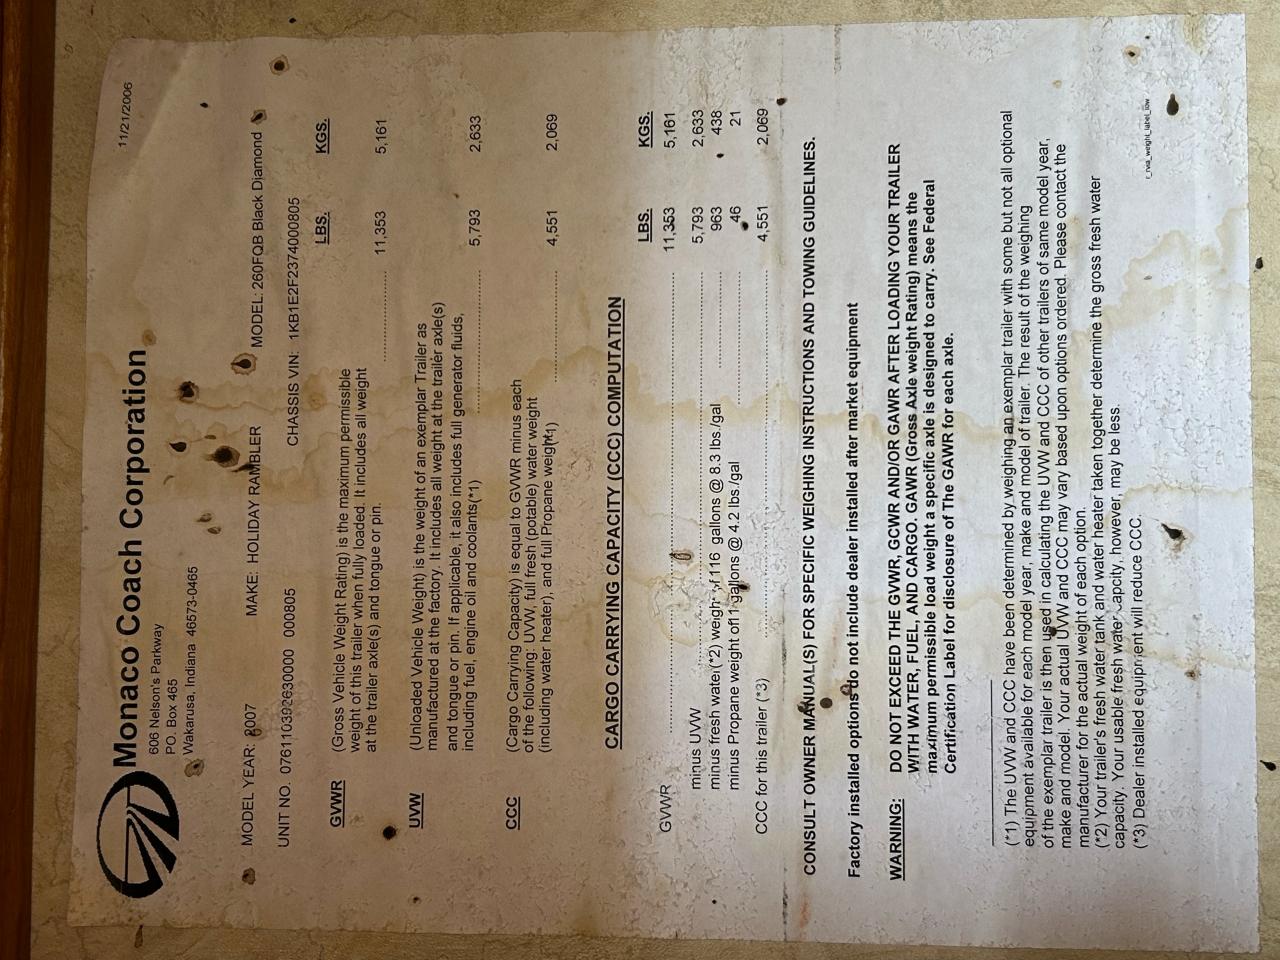 11/21/2006
Monaco Coach Corporation
606 Nelson's Parkway
PO. Box 465
Wakarusa, Indiana 46573-0465
MODEL YEAR: 2007 MAKE: HOLIDAY RAMBLER MODEL: 260FQB Black Diamond
UNIT NO. 076110392630000 000805 CHASSIS VIN: 1KB1E2F2374000805
LBS. KGS.
GVWR (Gross Vehicle Weight Rating) is the maximum permissible
weight of this trailer when fully loaded. It includes all weight
at the trailer axle(s) and tongue or pin. 11,353 5,161
UVW (Unloaded Vehicle Weight) is the weight of an exemplar Trailer as
manufactured at the factory. It includes all weight at the trailer axle(s)
and tongue or pin. If applicable, it also includes full generator fluids,
including fuel, engine oil and coolants(*1) 5,793 2,633
CCC (Cargo Carrying Capacity) is equal to GVWR minus each
of the following: UVW, full fresh (potable) water weight
(including water heater), and full Propane weight(*1) 4,551 2,069
CARGO CARRYING CAPACITY (CCC) COMPUTATION
LBS. KGS.
GVWR 11,353 5,161
minus UVW 5,793 2,633
minus fresh water(*2) weight of 116 gallons @ 8.3 lbs./gal 963 438
minus Propane weight of 11 gallons @ 4.2 lbs./gal 46 21
CCC for this trailer (*3) 4,551 2,069
CONSULT OWNER MANUAL(S) FOR SPECIFIC WEIGHING INSTRUCTIONS AND TOWING GUIDELINES.
Factory installed options do not include dealer installed after market equipment
WARNING: DO NOT EXCEED THE GVWR, GCWR AND/OR GAWR AFTER LOADING YOUR TRAILER
WITH WATER, FUEL, AND CARGO. GAWR (Gross Axle weight Rating) means the
maximum permissible load weight a specific axle is designed to carry. See Federal
Certification Label for disclosure of The GAWR for each axle.
(*1) The UVW and CCC have been determined by weighing an exemplar trailer with some but not all optional
equipment available for each model year, make and model of trailer. The result of the weighing
of the exemplar trailer is then used in calculating the UVW and CCC of other trailers of same model year,
make and model. Your actual UVW and CCC may vary based upon options ordered. Please contact the
manufacturer for the actual weight of each option.
(*2) Your trailer's fresh water tank and water heater taken together determine the gross fresh water
capacity. Your usable fresh water capacity, however, may be less.
(*3) Dealer installed equipment will reduce CCC.
r_rvia_weight_label_tow